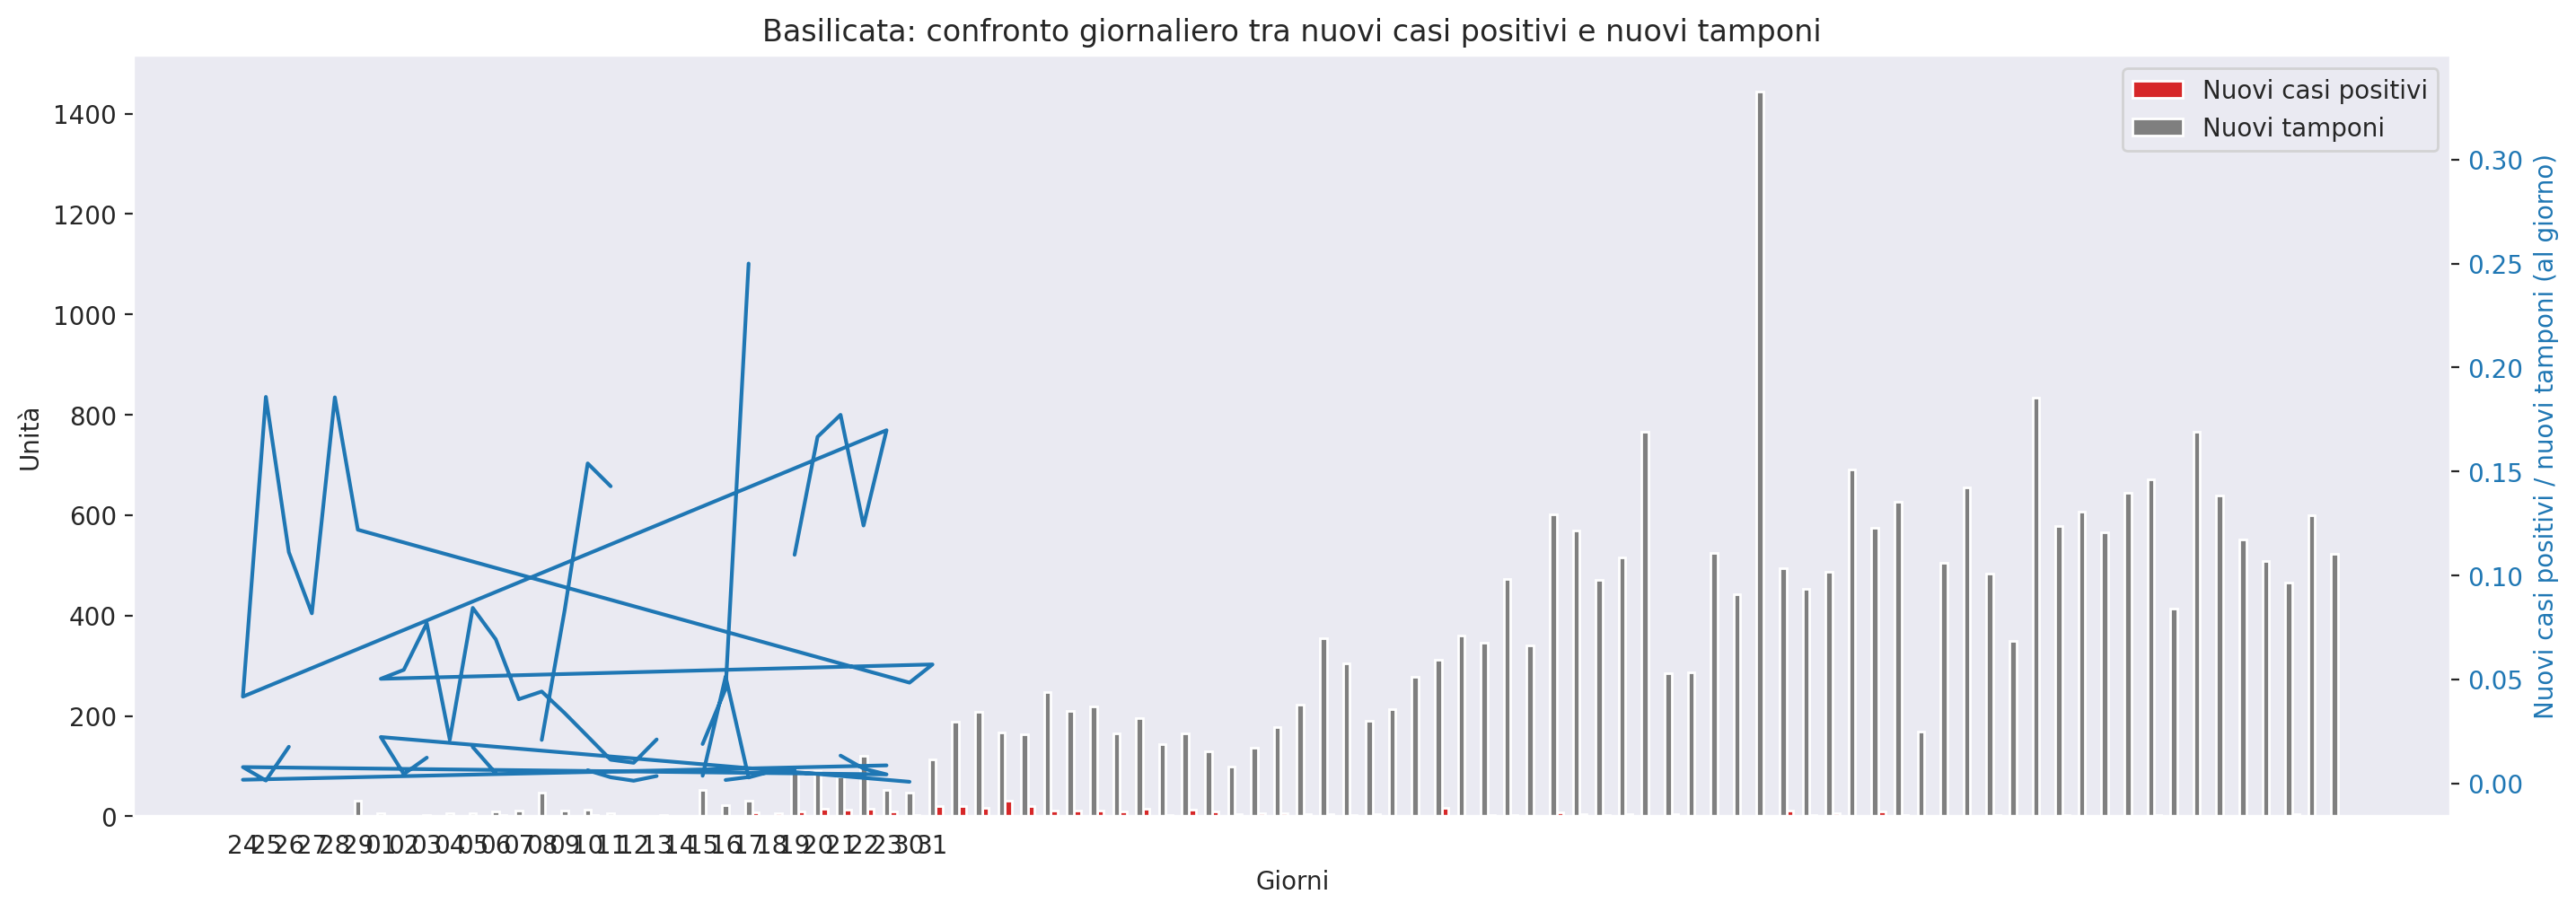 Basilicata: confronto giornaliero tra nuovi casi positivi e nuovi tamponi
Nuovi casi positivi
Nuovi tamponi
1400
1200
1000
800
600
400
200
0
Unità
0.30
0.25
0.20
0.15
0.10
0.05
0.00
Nuovi casi positivi / nuovi tamponi (al giorno)
24 25 26 27 28 29 01 02 03 04 05 06 07 08 09 10 11 12 13 14 15 16 17 18 19 20 21 22 23 30 31
Giorni